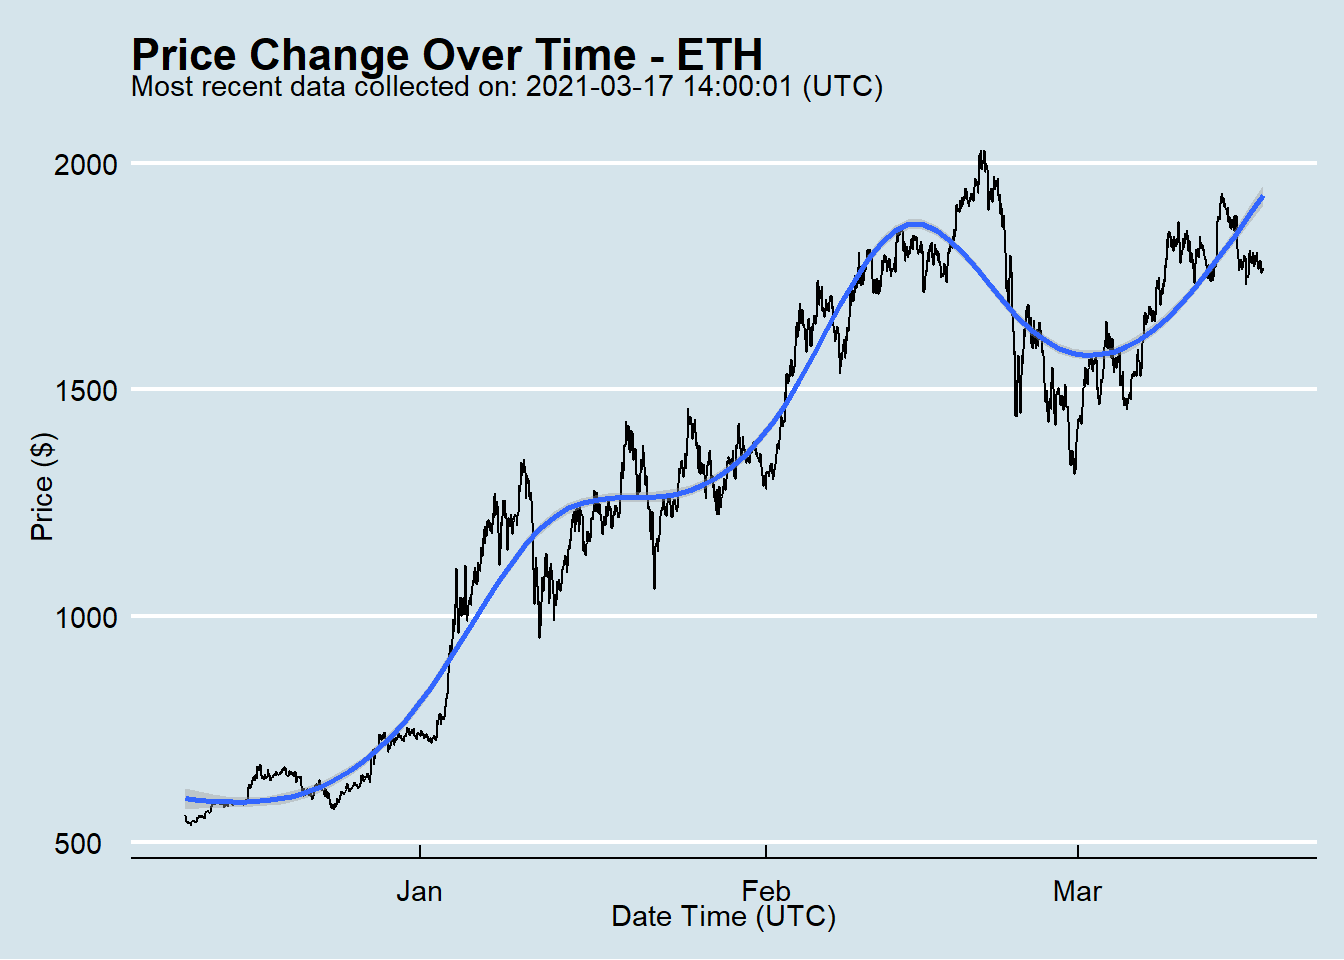 Price Change Over Time - ETH
Most recent data collected on: 2021-03-17 14:00:01 (UTC)
2000
1500
1000
500
Price ($)
Jan Feb Mar
Date Time (UTC)